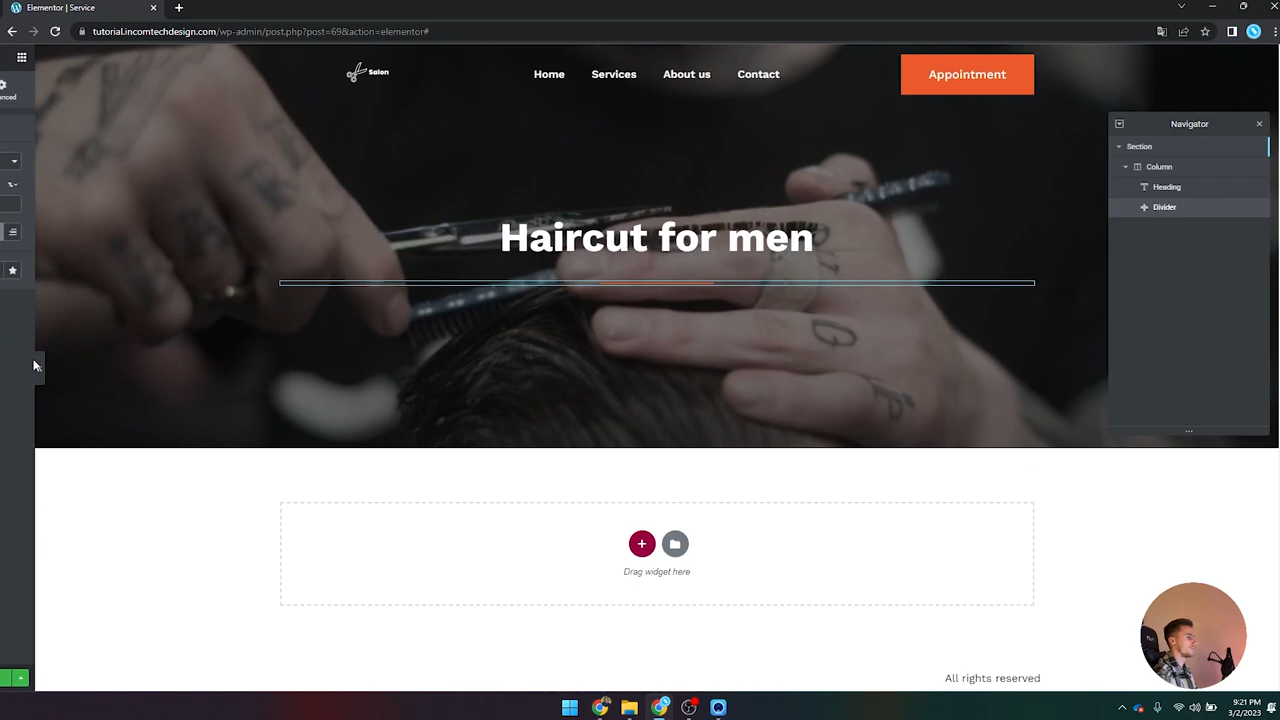 Elementor | Service
tutorial.incomtechdesign.com/wp-admin/post.php?post=69&action=elementor#
Salon
Home
Services
About us
Contact
Appointment
Navigator
Section
Column
Heading
Divider
Haircut for men
Drag widget here
All rights reserved
9:21 PM
3/2/2023